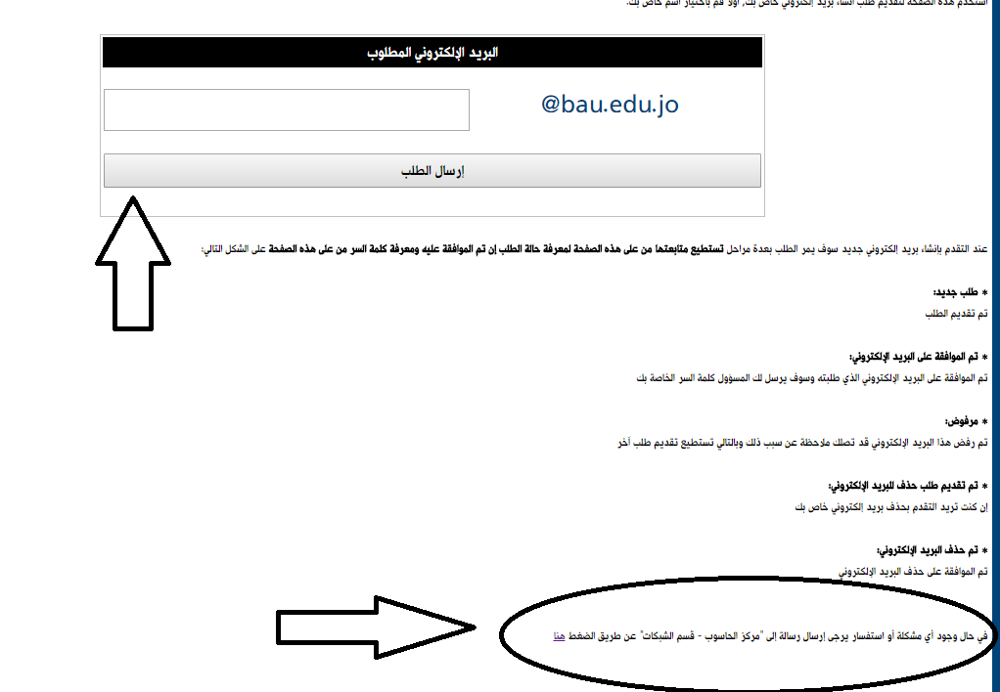 استخدم هذه الصفحة لتقديم طلب انشاء بريد إلكتروني خاص بك, أولا قم باختيار اسم خاص بك.
البريد الإلكتروني المطلوب
@bau.edu.jo
إرسال الطلب
عند التقدم بإنشاء بريد إلكتروني جديد سوف يمر الطلب بعدة مراحل تستطيع متابعتها من على هذه الصفحة لمعرفة حالة الطلب إن تم الموافقة عليه ومعرفة كلمة السر من على هذه الصفحة على الشكل التالي:
* طلب جديد:
تم تقديم الطلب
* تم الموافقة على البريد الإلكتروني:
تم الموافقة على البريد الإلكتروني الذي طلبته وسوف يرسل لك المسؤول كلمة السر الخاصة بك
* مرفوض:
تم رفض هذا البريد الإلكتروني قد تصلك ملاحظة عن سبب ذلك وبالتالي تستطيع تقديم طلب آخر
* تم تقديم طلب حذف للبريد الإلكتروني:
إن كنت تريد التقدم بحذف بريد إلكتروني خاص بك
* تم حذف البريد الإلكتروني:
تم الموافقة على حذف البريد الإلكتروني
في حال وجود أي مشكلة أو استفسار يرجى إرسال رسالة إلى "مركز الحاسوب - قسم الشبكات" عن طريق الضغط هنا